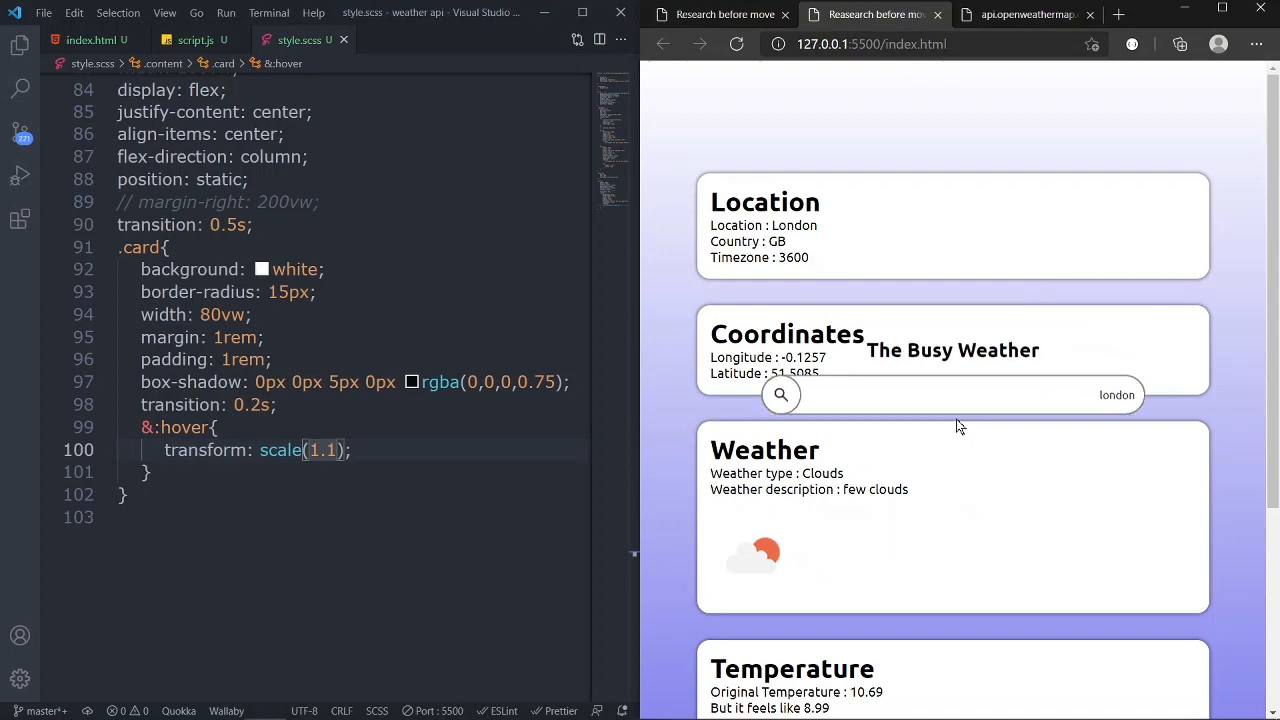 File
Edit
Selection
View
Go
Run
Terminal
Help
style.scss - weather api - Visual Studio ...
index.html
U
script.js
U
style.scss
U
style.scss > .content > .card > &:hover
84 display: flex;
85 justify-content: center;
86 align-items: center;
87 flex-direction: column;
88 position: static;
89 // margin-right: 200vw;
90 transition: 0.5s;
91 .card{
92 background: white;
93 border-radius: 15px;
94 width: 80vw;
95 margin: 1rem;
96 padding: 1rem;
97 box-shadow: 0px 0px 5px 0px rgba(0,0,0,0.75);
98 transition: 0.2s;
99 &:hover{
100 transform: scale(1.1);
101 }
102 }
103
221
master*+
0
0
Quokka
Wallaby
UTF-8
CRLF
SCSS
Port : 5500
ESLint
Prettier
Research before move
Reasearch before mov
api.openweathermap.
127.0.0.1:5500/index.html
Location
Location : London
Country : GB
Timezone : 3600
Coordinates
The Busy Weather
Longitude : -0.1257
Latitude : 51.5085
london
Weather
Weather type : Clouds
Weather description : few clouds
Temperature
Original Temperature : 10.69
But it feels like 8.99